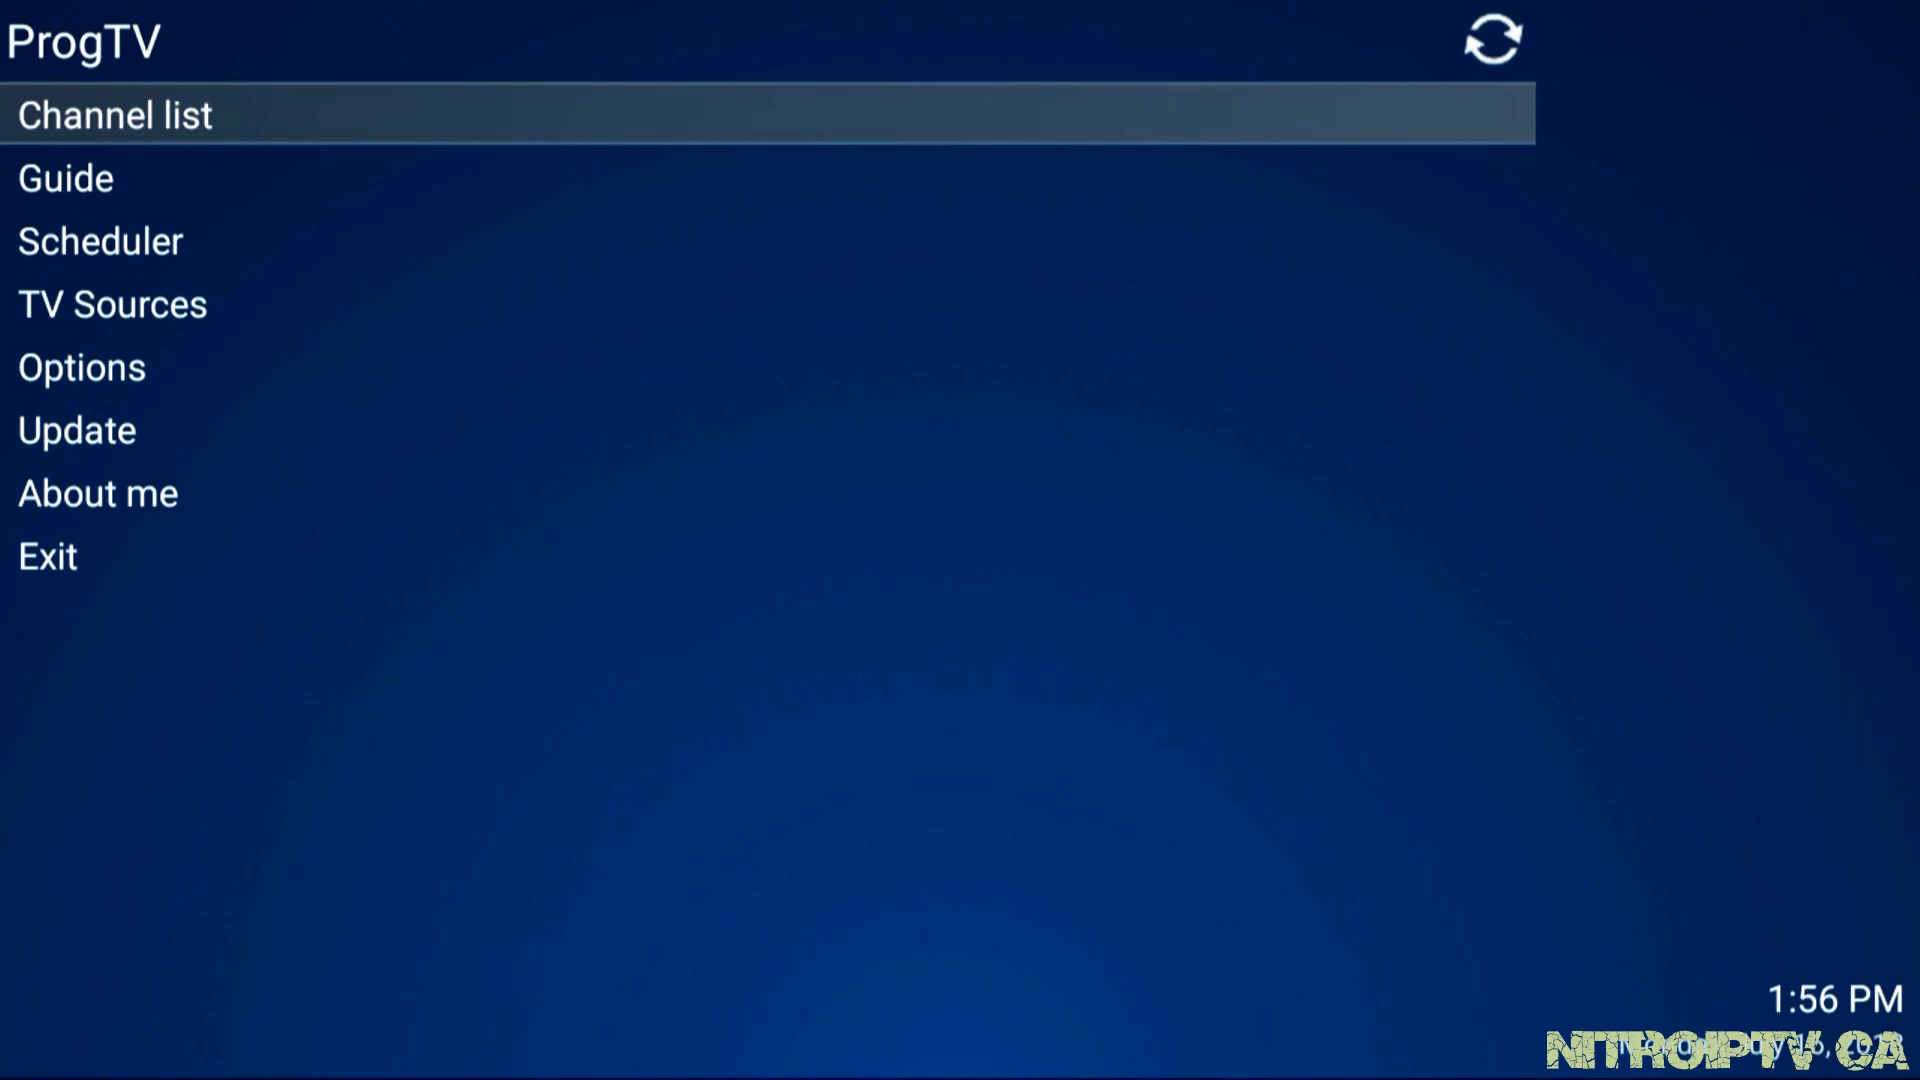 ProgTV
Channel list
Guide
Scheduler
TV Sources
Options
Update
About me
Exit
1:56 PM
NITROIPTV CA